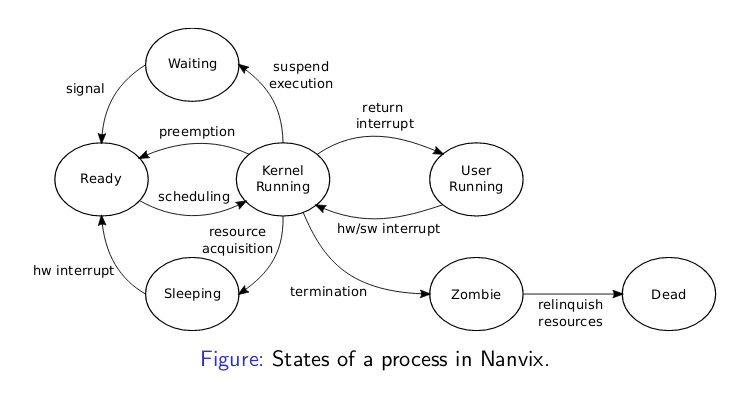 Waiting
suspend
execution
signal
return
interrupt
preemption
Ready
Kernel
Running
User
Running
scheduling
hw/sw interrupt
resource
acquisition
hw interrupt
Sleeping
termination
Zombie
Dead
relinquish
resources
Figure: States of a process in Nanvix.